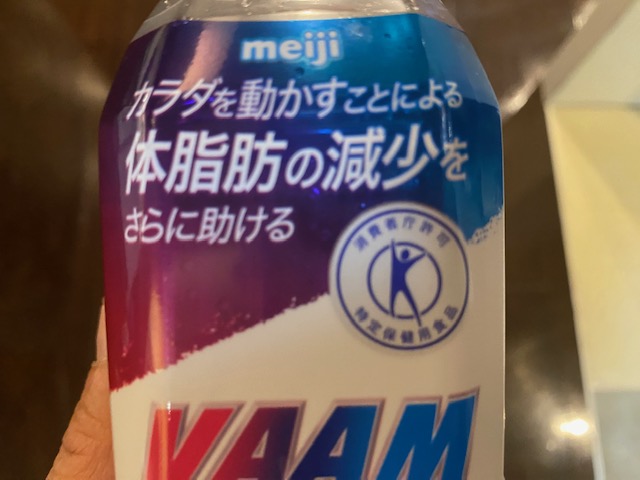 meiji
カラダを動かすことによる
体脂肪の減少を
さらに助ける
消費者庁許可
特定保健用食品
VAAM